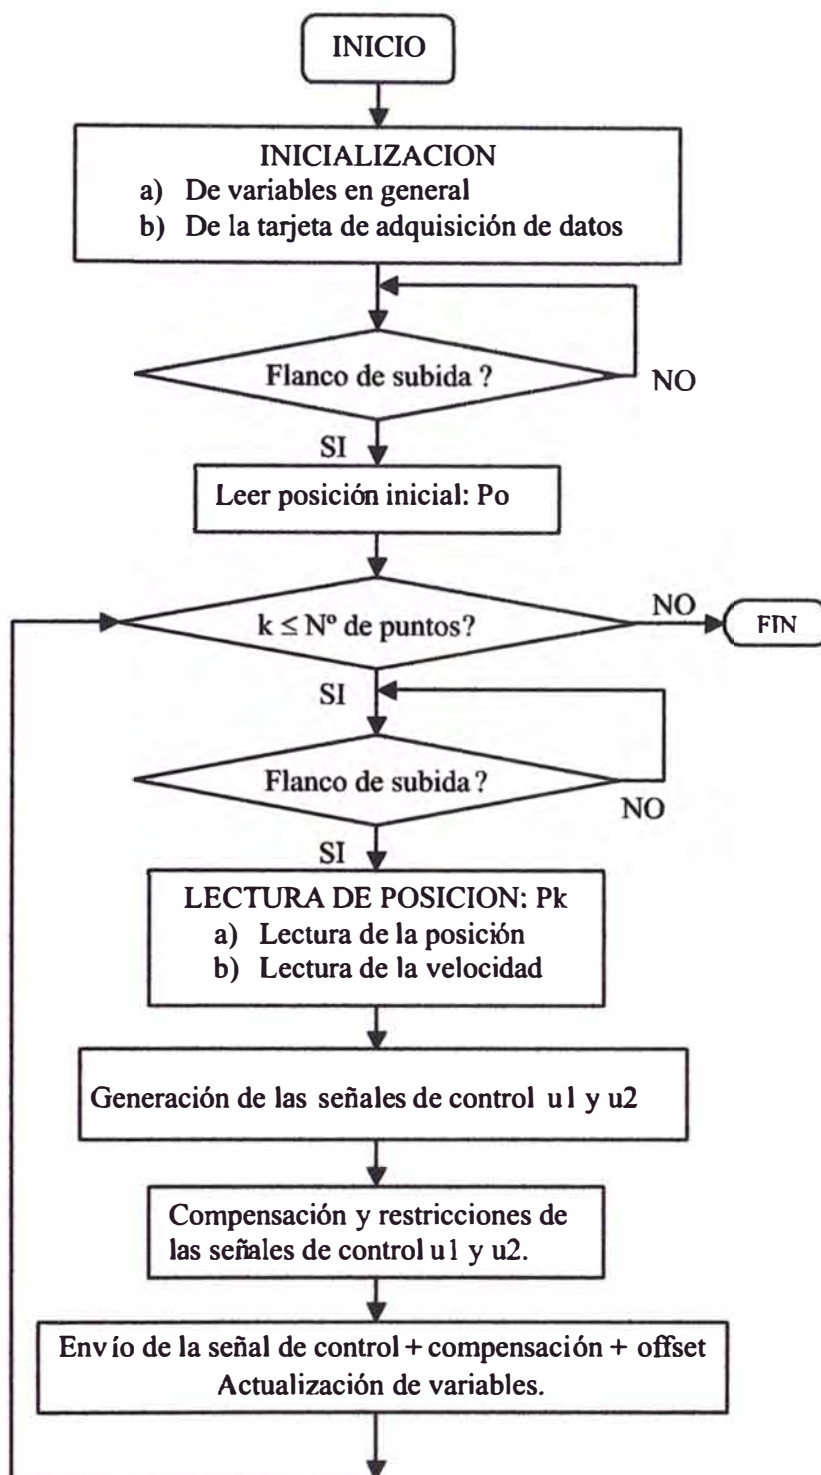 INICIO
INICIALIZACION
a) De variables en general
b) De la tarjeta de adquisición de datos
Flanco de subida ?
NO
SI
Leer posición inicial: Po
k ≤ Nº de puntos?
NO
FIN
SI
Flanco de subida ?
NO
SI
LECTURA DE POSICION: Pk
a) Lectura de la posición
b) Lectura de la velocidad
Generación de las señales de control u1 y u2
Compensación y restricciones de
las señales de control u1 y u2.
Envío de la señal de control + compensación + offset
Actualización de variables.